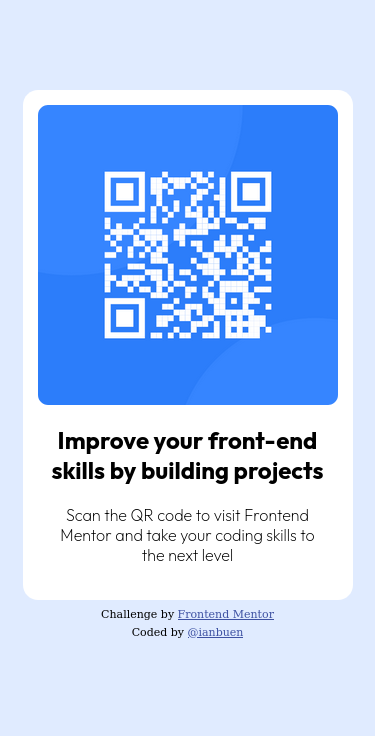 Improve your front-end
skills by building projects
Scan the QR code to visit Frontend
Mentor and take your coding skills to
the next level
Challenge by Frontend Mentor
Coded by @ianbuen